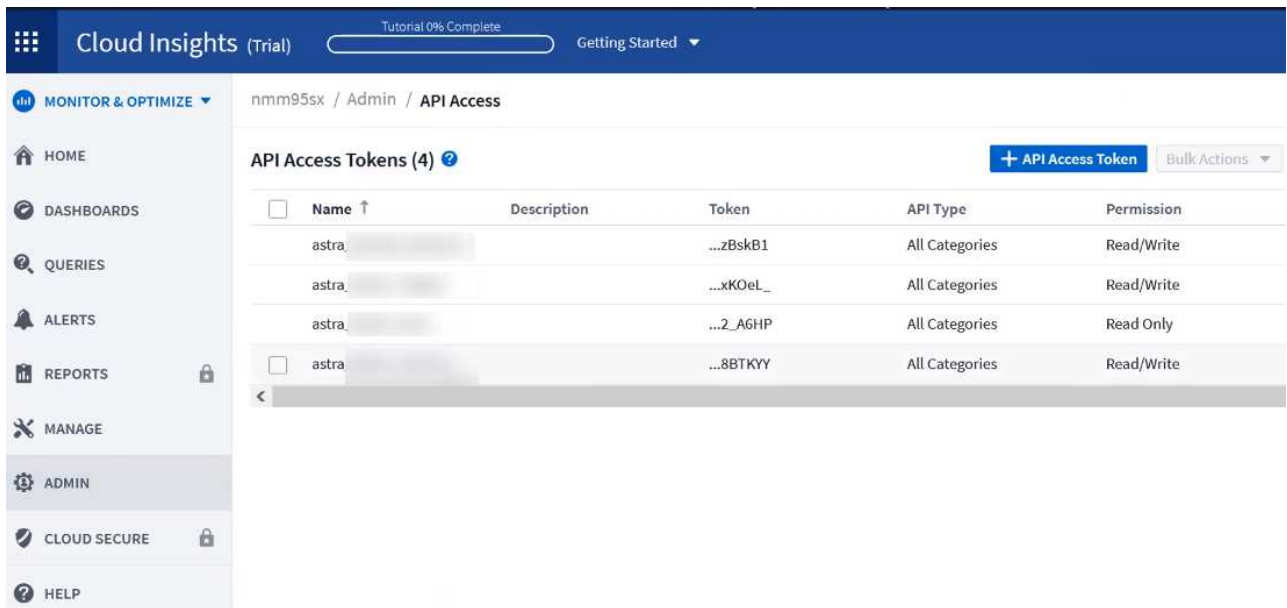 Tutorial 0% Complete
Cloud Insights (Trial)
Getting Started
MONITOR & OPTIMIZE
nmm95sx / Admin / API Access
HOME
API Access Tokens (4)
+ API Access Token
Bulk Actions
DASHBOARDS
Name ↑ Description Token API Type Permission
astra_ ...zBskB1 All Categories Read/Write
QUERIES
astra_ ...xKOeL_ All Categories Read/Write
ALERTS
astra_ ...2_A6HP All Categories Read Only
REPORTS
astra ...8BTKYY All Categories Read/Write
MANAGE
ADMIN
CLOUD SECURE
HELP